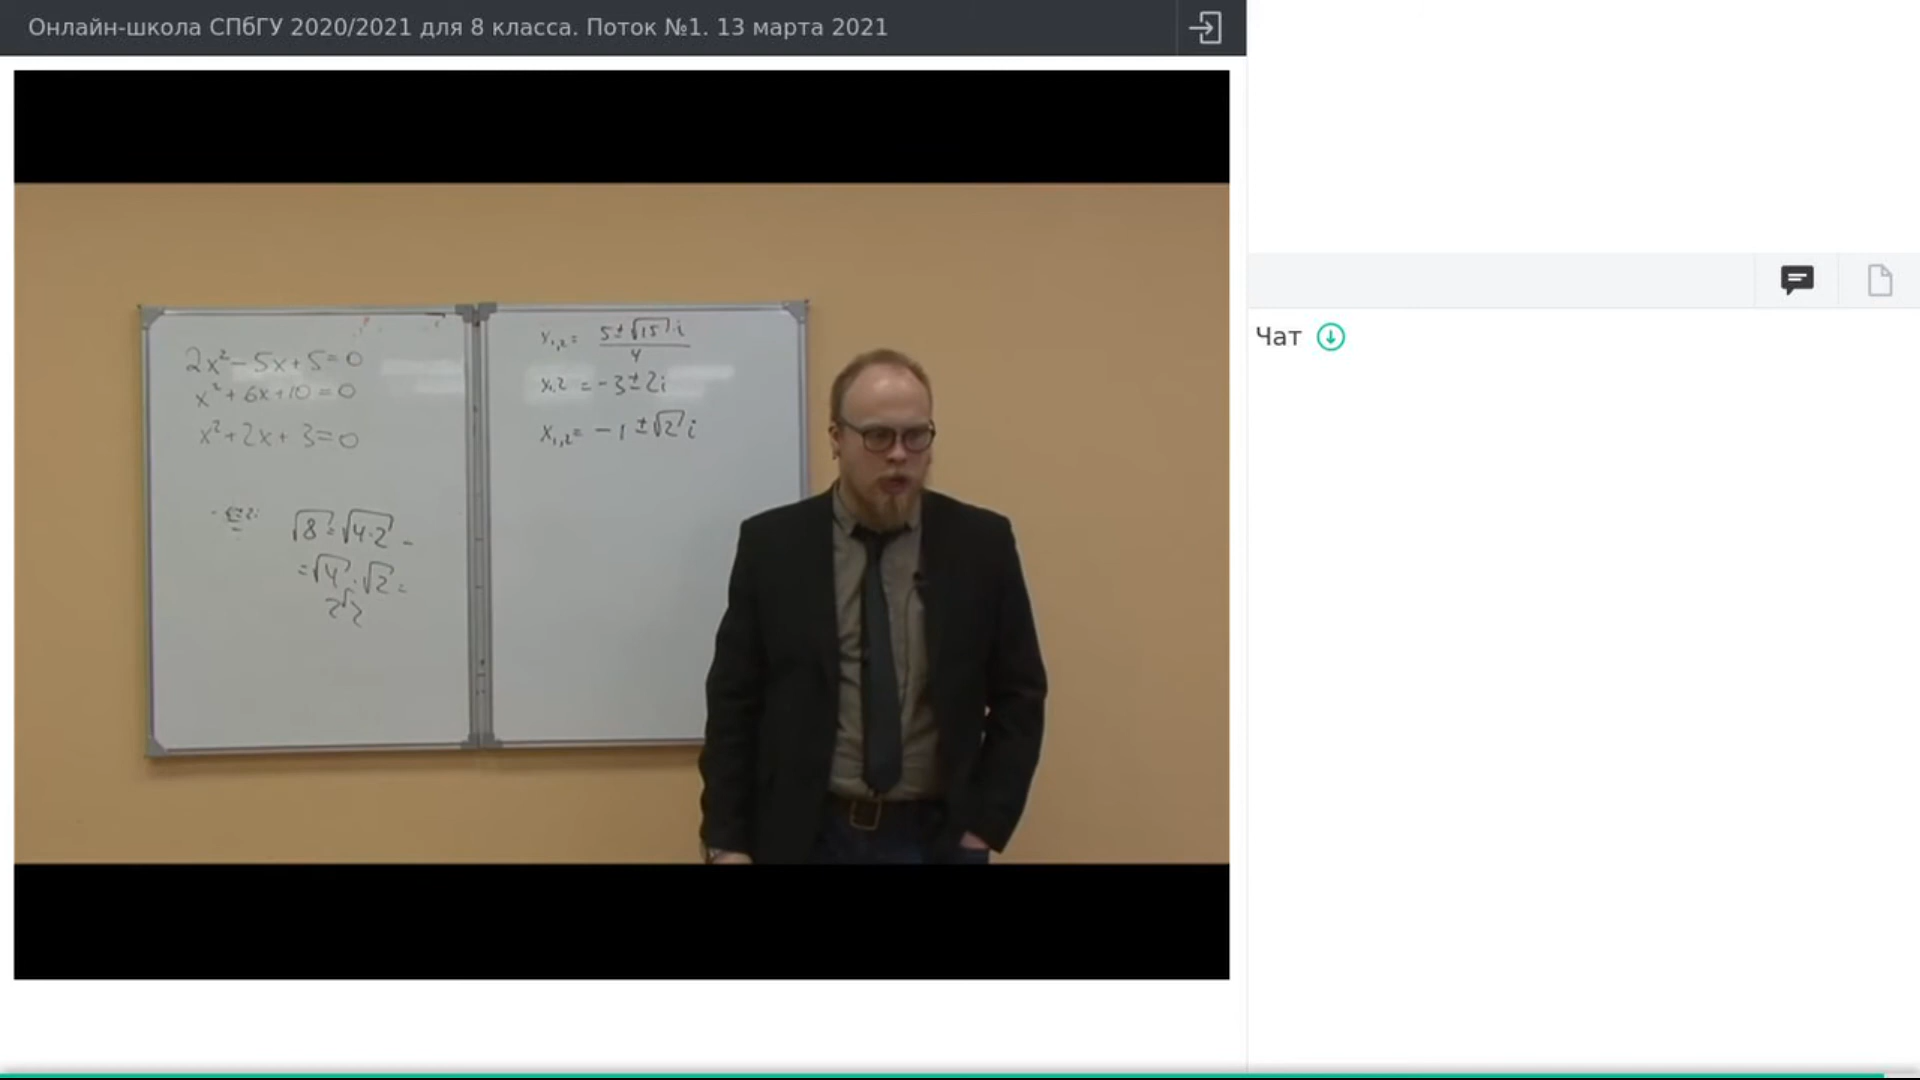 Онлайн-школа СПбГУ 2020/2021 для 8 класса. Поток №1. 13 марта 2021
2x² - 5x + 5 = 0
x² + 6x + 10 = 0
x² + 2x + 3 = 0
√8 = √4·2 =
= √4 · √2 =
2√2
x₁,₂ = (5 ± √15 · i) / 4
x₁,₂ = -3 ± 2i
x₁,₂ = -1 ± √2 i
Чат